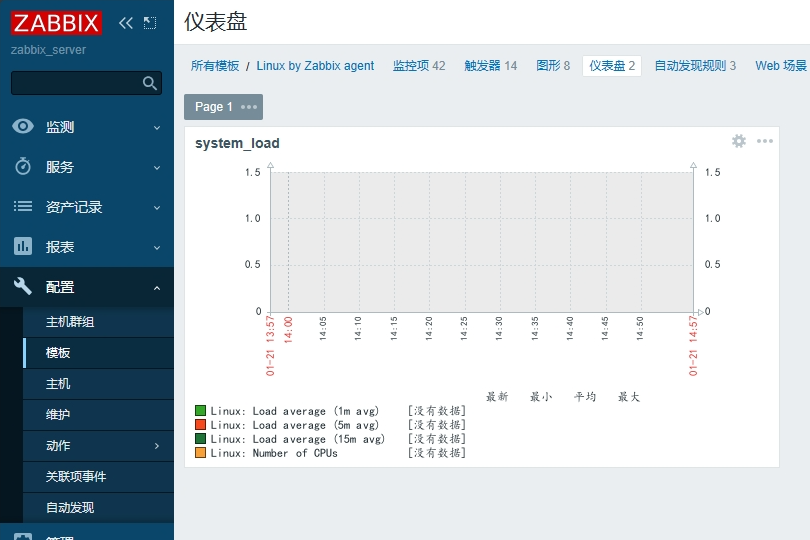 ZABBIX
zabbix_server
监测
服务
资产记录
报表
配置
主机群组
模板
主机
维护
动作
关联项事件
自动发现
管理
仪表盘
所有模板 / Linux by Zabbix agent 监控项 42 触发器 14 图形 8 仪表盘 2 自动发现规则 3 Web 场景
Page 1
system_load
1.5 1.5
1.0 1.0
0.5 0.5
0 0
01-21 13:57 14:00 14:05 14:10 14:15 14:20 14:25 14:30 14:35 14:40 14:45 14:50 01-21 14:57
最新 最小 平均 最大
Linux: Load average (1m avg) [没有数据]
Linux: Load average (5m avg) [没有数据]
Linux: Load average (15m avg) [没有数据]
Linux: Number of CPUs [没有数据]